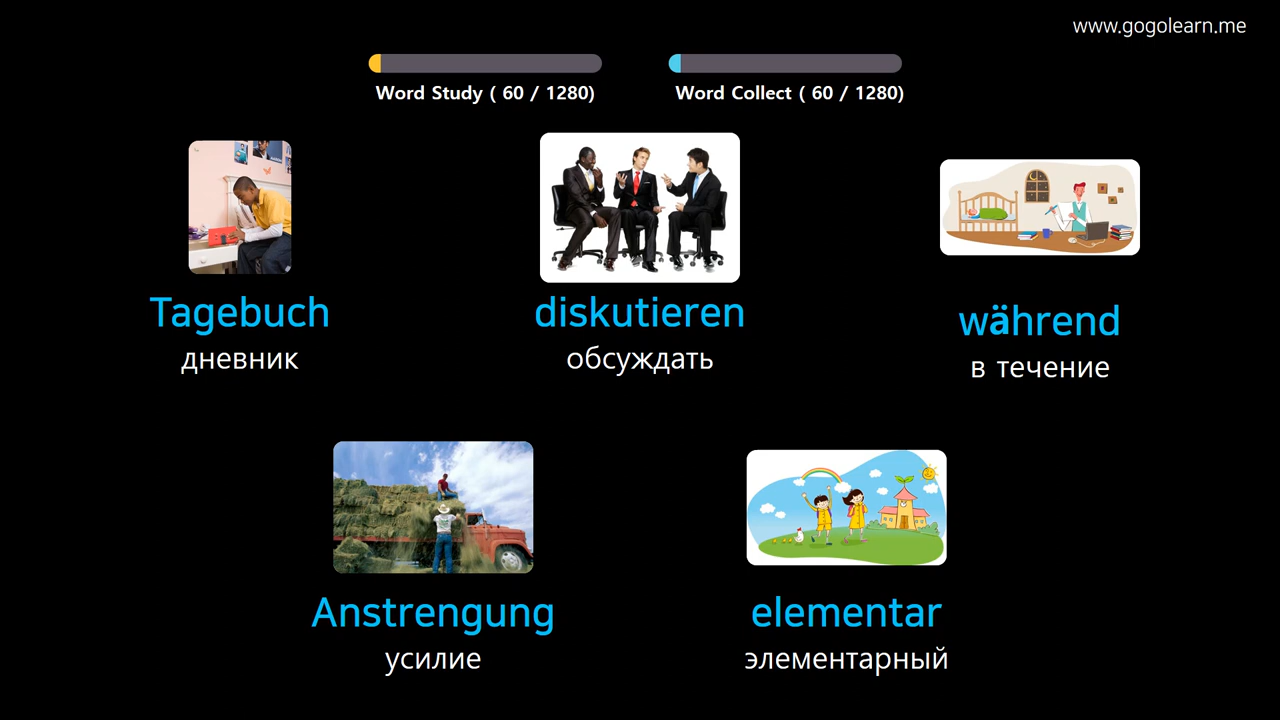 www.gogolearn.me
Word Study ( 60 / 1280)
Word Collect ( 60 / 1280)
Tagebuch
дневник
diskutieren
обсуждать
während
в течение
Anstrengung
усилие
elementar
элементарный